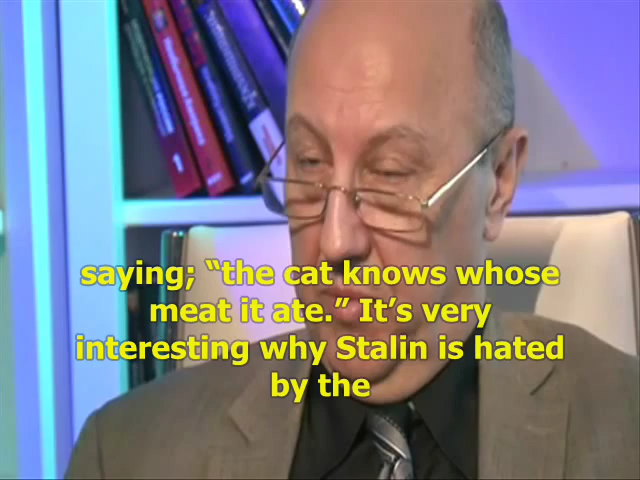 saying; “the cat knows whose
meat it ate.” It’s very
interesting why Stalin is hated
by the